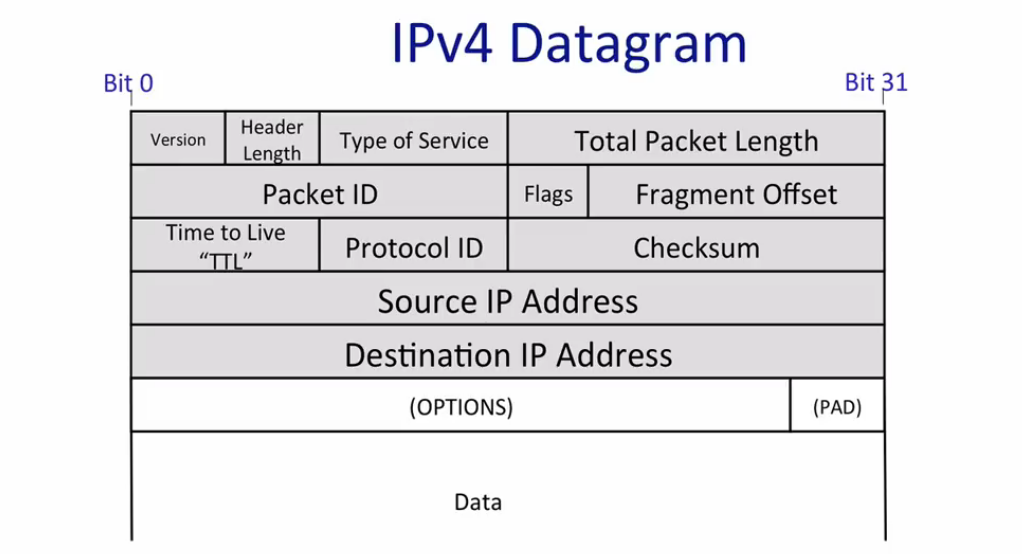 IPv4 Datagram
Bit 0
Bit 31
Version
Header
Length
Type of Service
Total Packet Length
Packet ID
Flags
Fragment Offset
Time to Live
“TTL”
Protocol ID
Checksum
Source IP Address
Destination IP Address
(OPTIONS)
(PAD)
Data